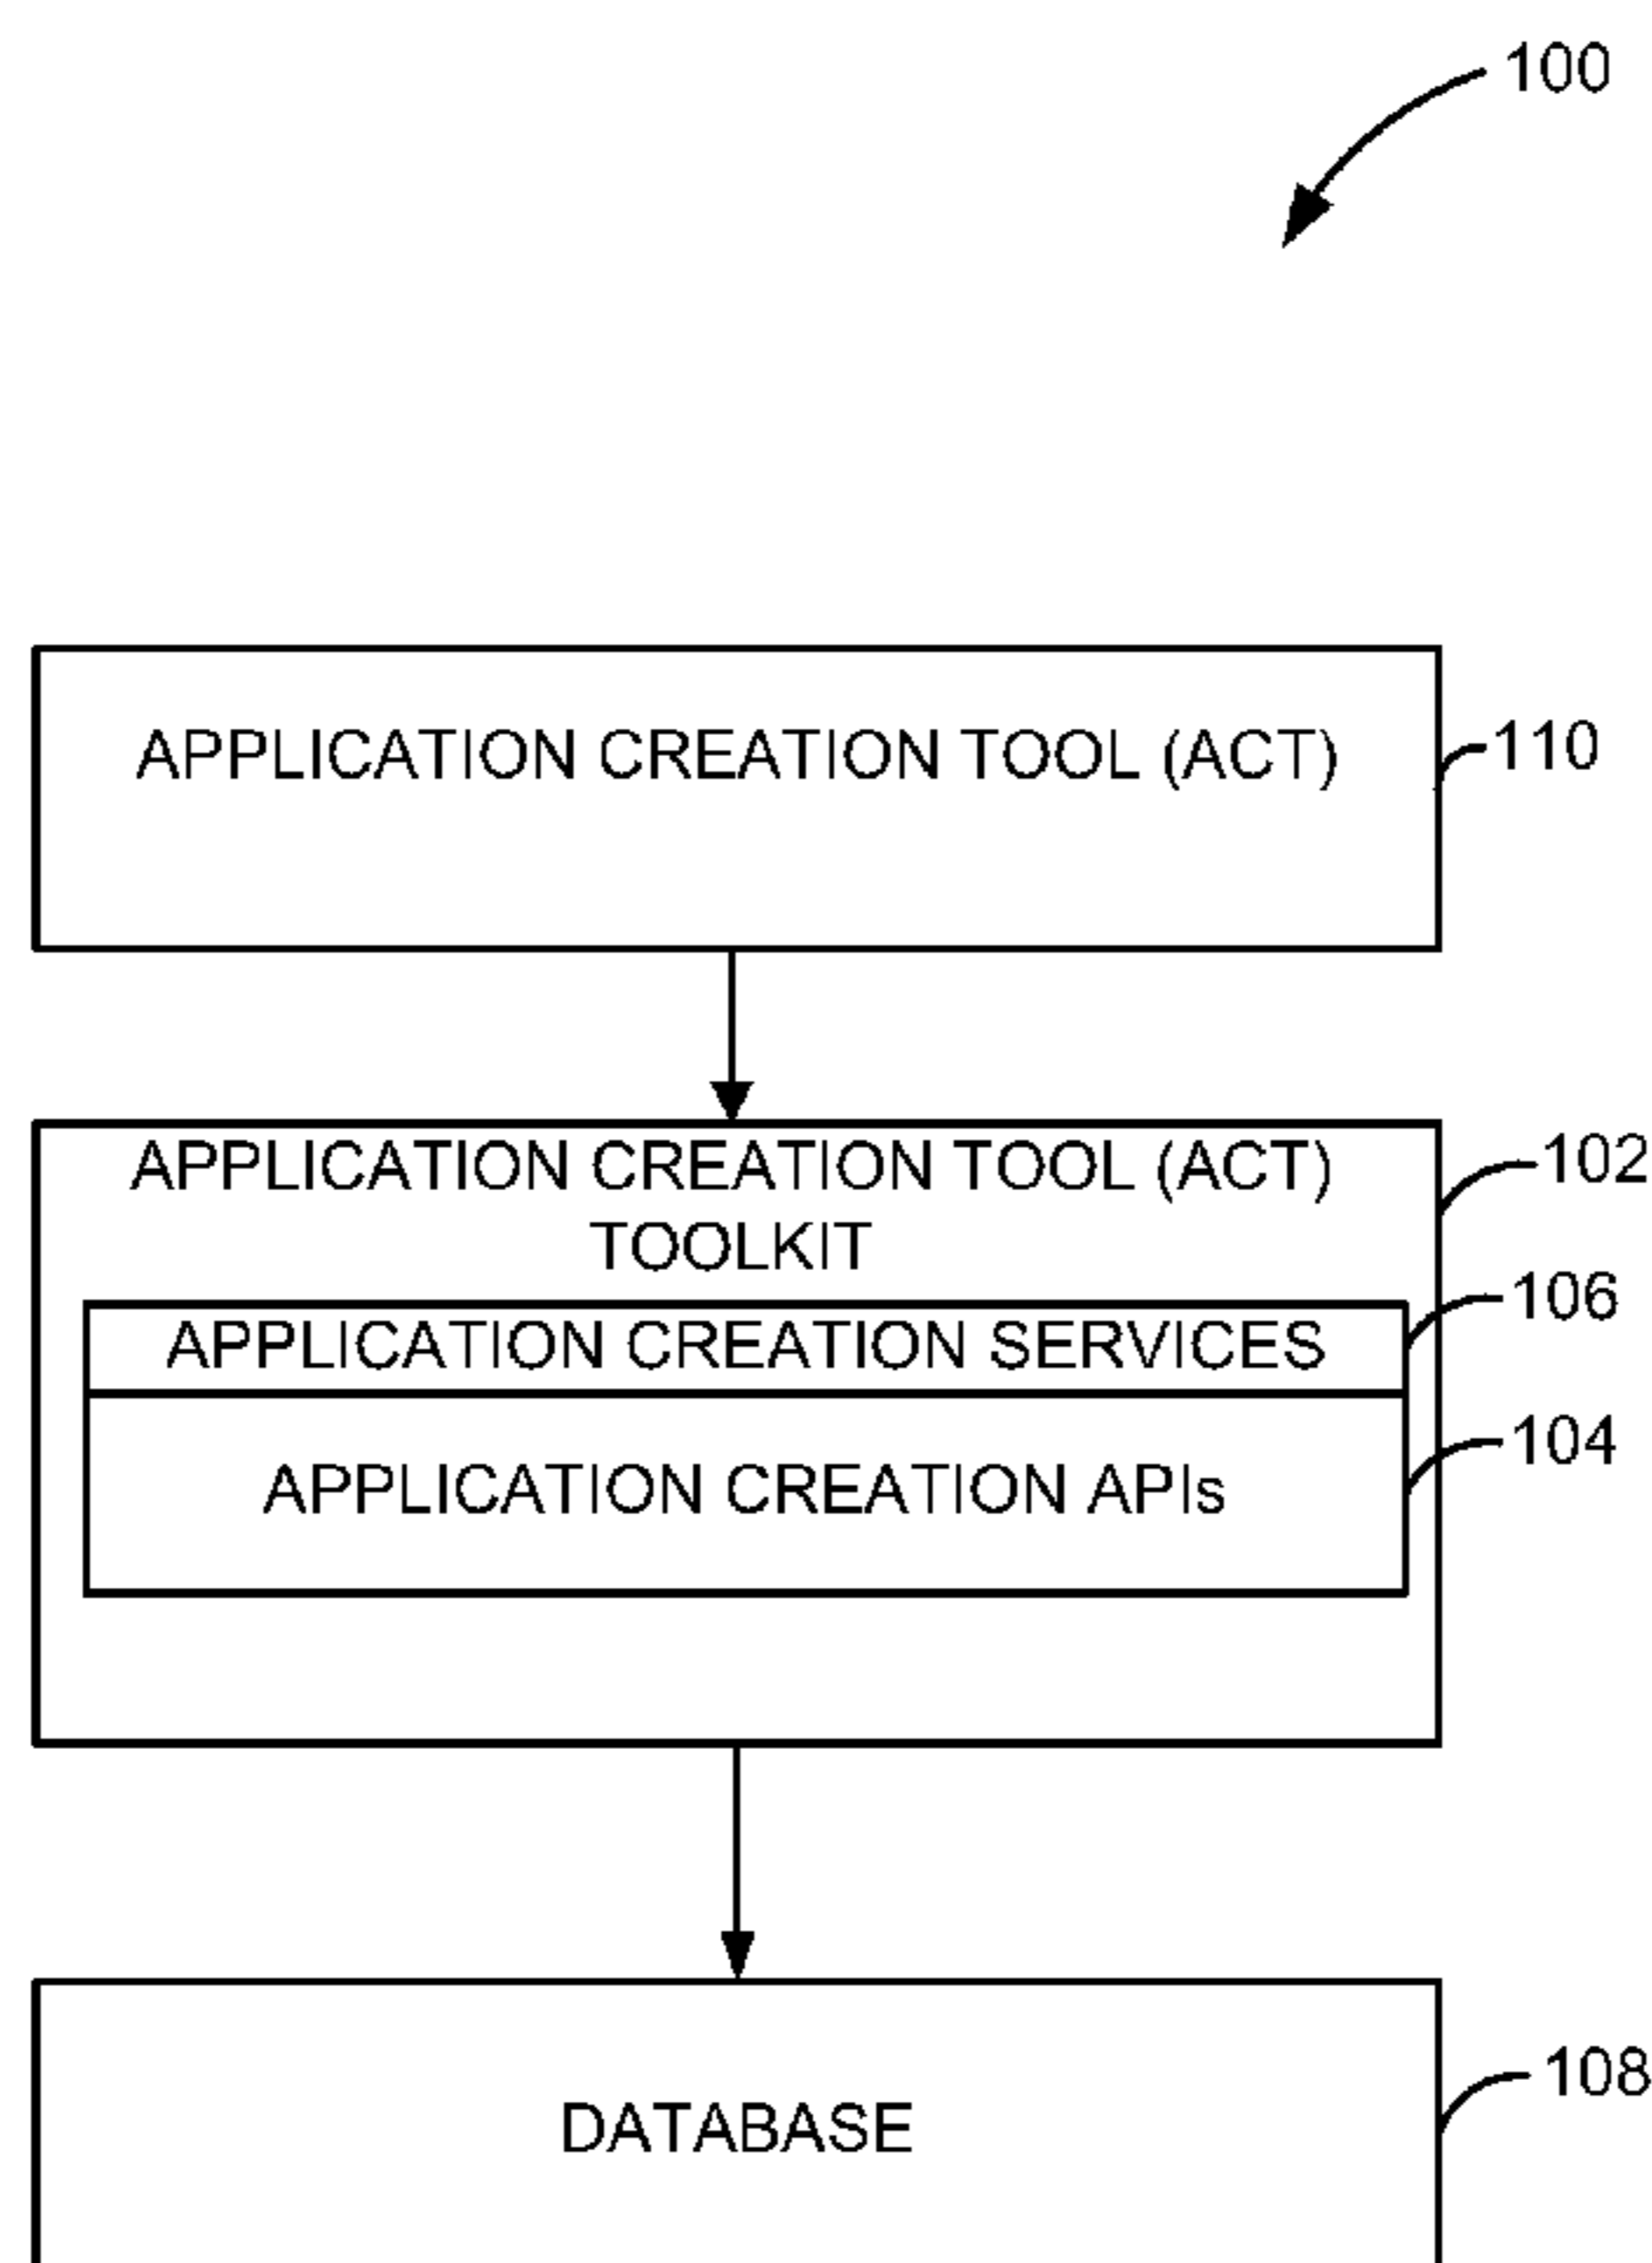 100
APPLICATION CREATION TOOL (ACT)
110
APPLICATION CREATION TOOL (ACT)
TOOLKIT
102
APPLICATION CREATION SERVICES
106
APPLICATION CREATION APIs
104
DATABASE
108